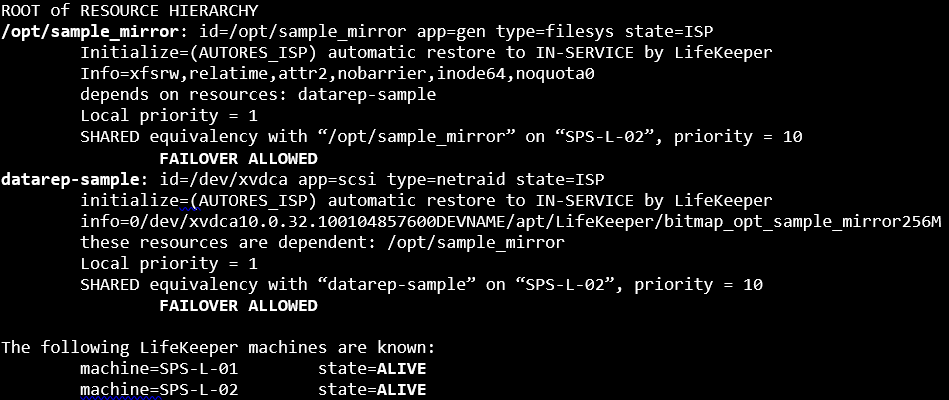 ROOT of RESOURCE HIERARCHY
/opt/sample_mirror: id=/opt/sample_mirror app=gen type=filesys state=ISP
Initialize=(AUTORES_ISP) automatic restore to IN-SERVICE by LifeKeeper
Info=xfsrw,relatime,attr2,nobarrier,inode64,noquota0
depends on resources: datarep-sample
Local priority = 1
SHARED equivalency with “/opt/sample_mirror” on “SPS-L-02”, priority = 10
FAILOVER ALLOWED
datarep-sample: id=/dev/xvdca app=scsi type=netraid state=ISP
initialize=(AUTORES_ISP) automatic restore to IN-SERVICE by LifeKeeper
info=0/dev/xvdca10.0.32.100104857600DEVNAME/apt/LifeKeeper/bitmap_opt_sample_mirror256M
these resources are dependent: /opt/sample_mirror
Local priority = 1
SHARED equivalency with “datarep-sample” on “SPS-L-02”, priority = 10
FAILOVER ALLOWED
The following LifeKeeper machines are known:
machine=SPS-L-01 state=ALIVE
machine=SPS-L-02 state=ALIVE